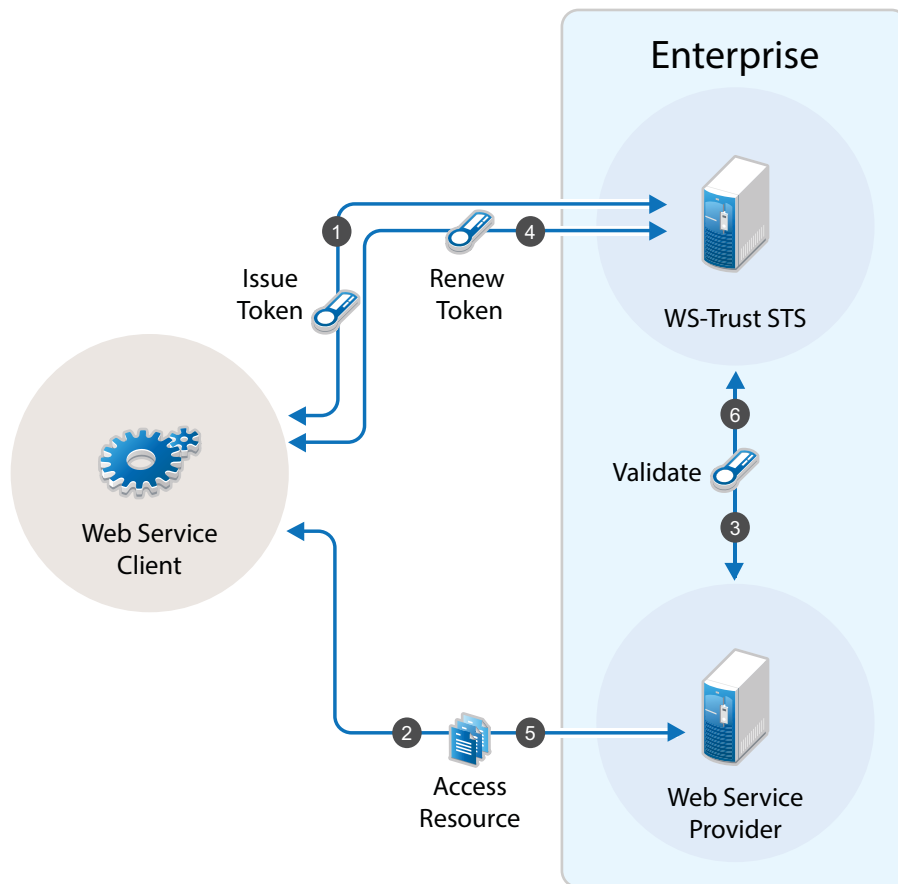 Enterprise
1
4
Issue
Token
Renew
Token
WS-Trust STS
6
Validate
3
Web Service
Client
2
5
Access
Resource
Web Service
Provider